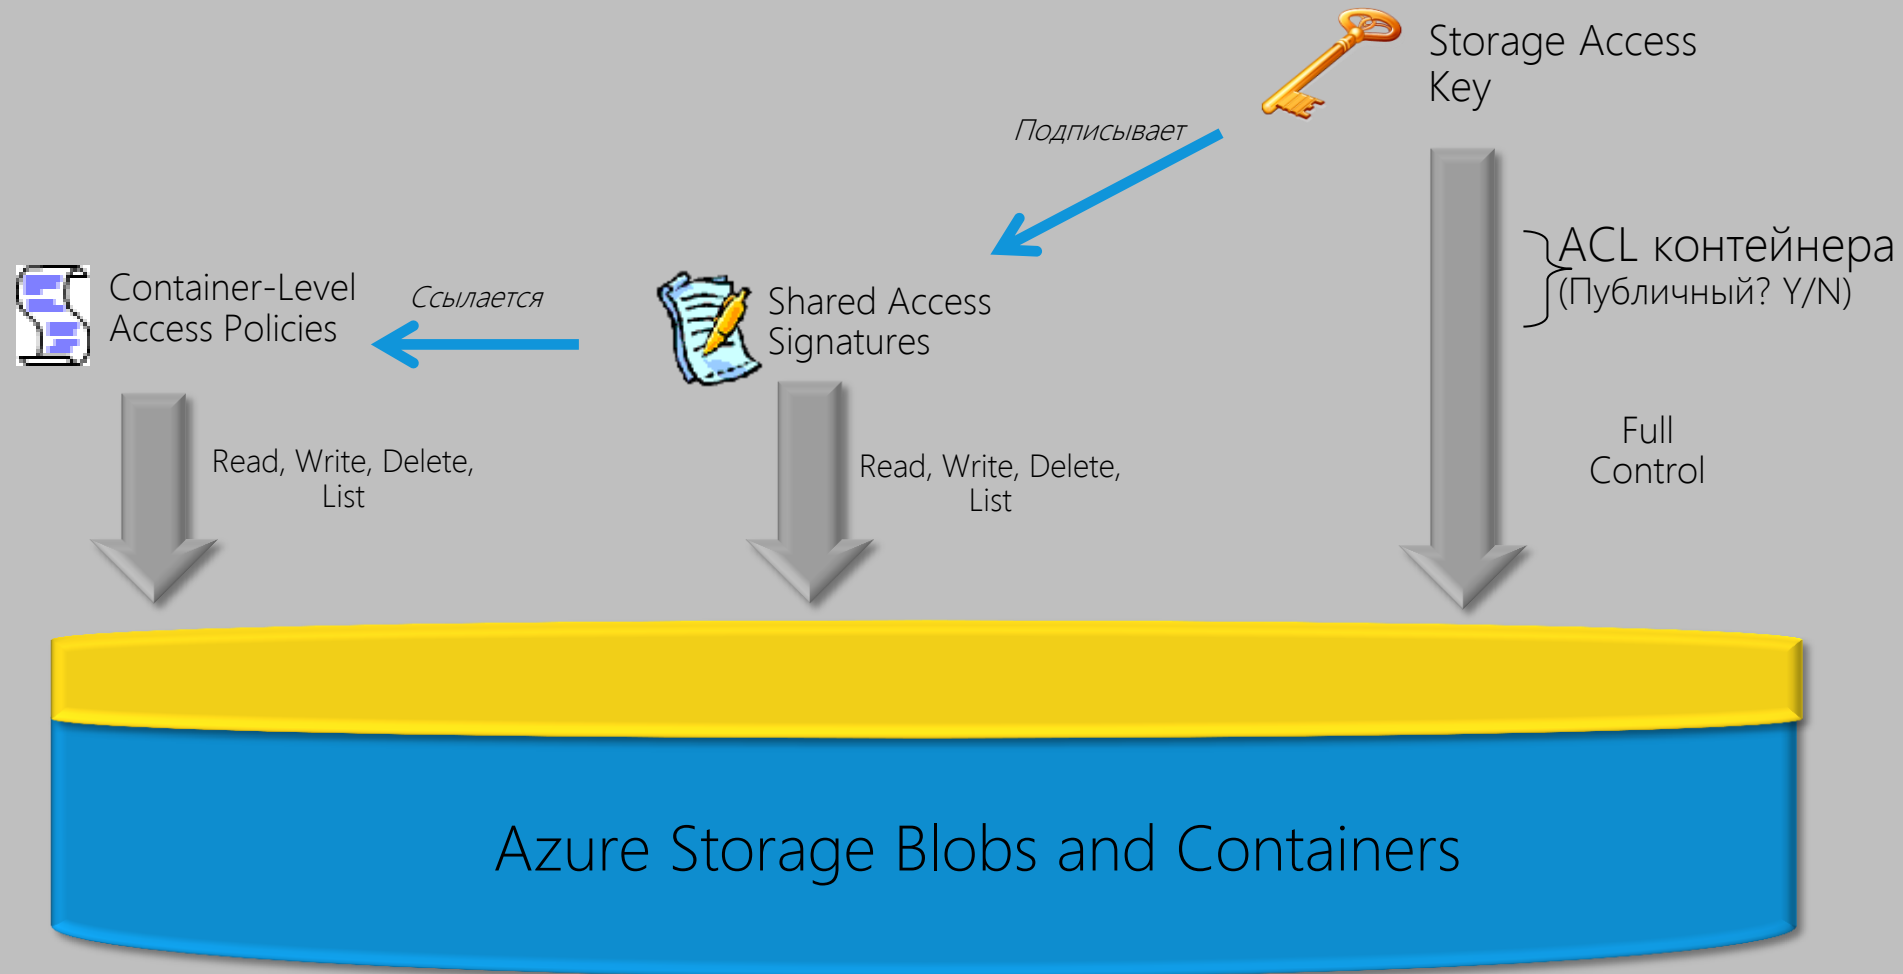 Storage Access
Key
Подписывает
ACL контейнера
(Публичный? Y/N)
Container-Level
Access Policies
Ссылается
Shared Access
Signatures
Full
Control
Read, Write, Delete,
List
Read, Write, Delete,
List
Azure Storage Blobs and Containers